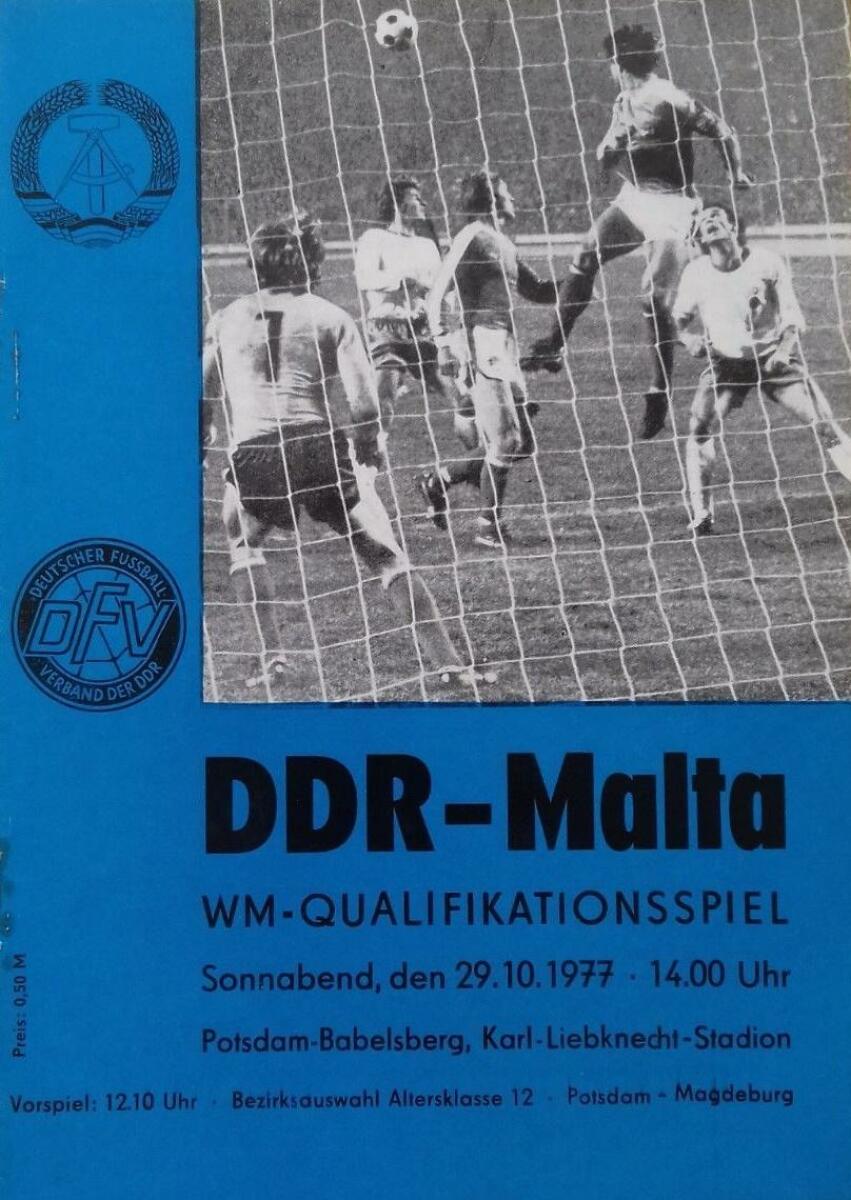 7
DEUTSCHER FUSSBALL-
DFV
VERBAND DER DDR
DDR-Malta
WM-QUALIFIKATIONSSPIEL
Sonnabend, den 29.10.1977 · 14.00 Uhr
Potsdam-Babelsberg, Karl-Liebknecht-Stadion
Preis: 0,50 M
Vorspiel: 12.10 Uhr · Bezirksauswahl Altersklasse 12 · Potsdam - Magdeburg